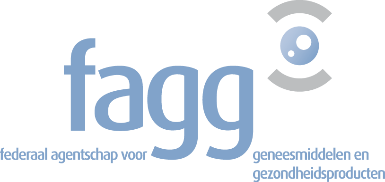 fagg
federaal agentschap voor geneesmiddelen en
gezondheidsproducten